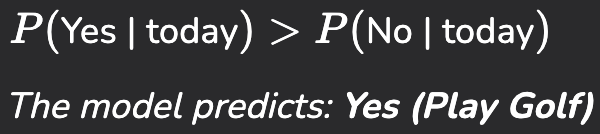 P(Yes | today) > P(No | today)
The model predicts: Yes (Play Golf)